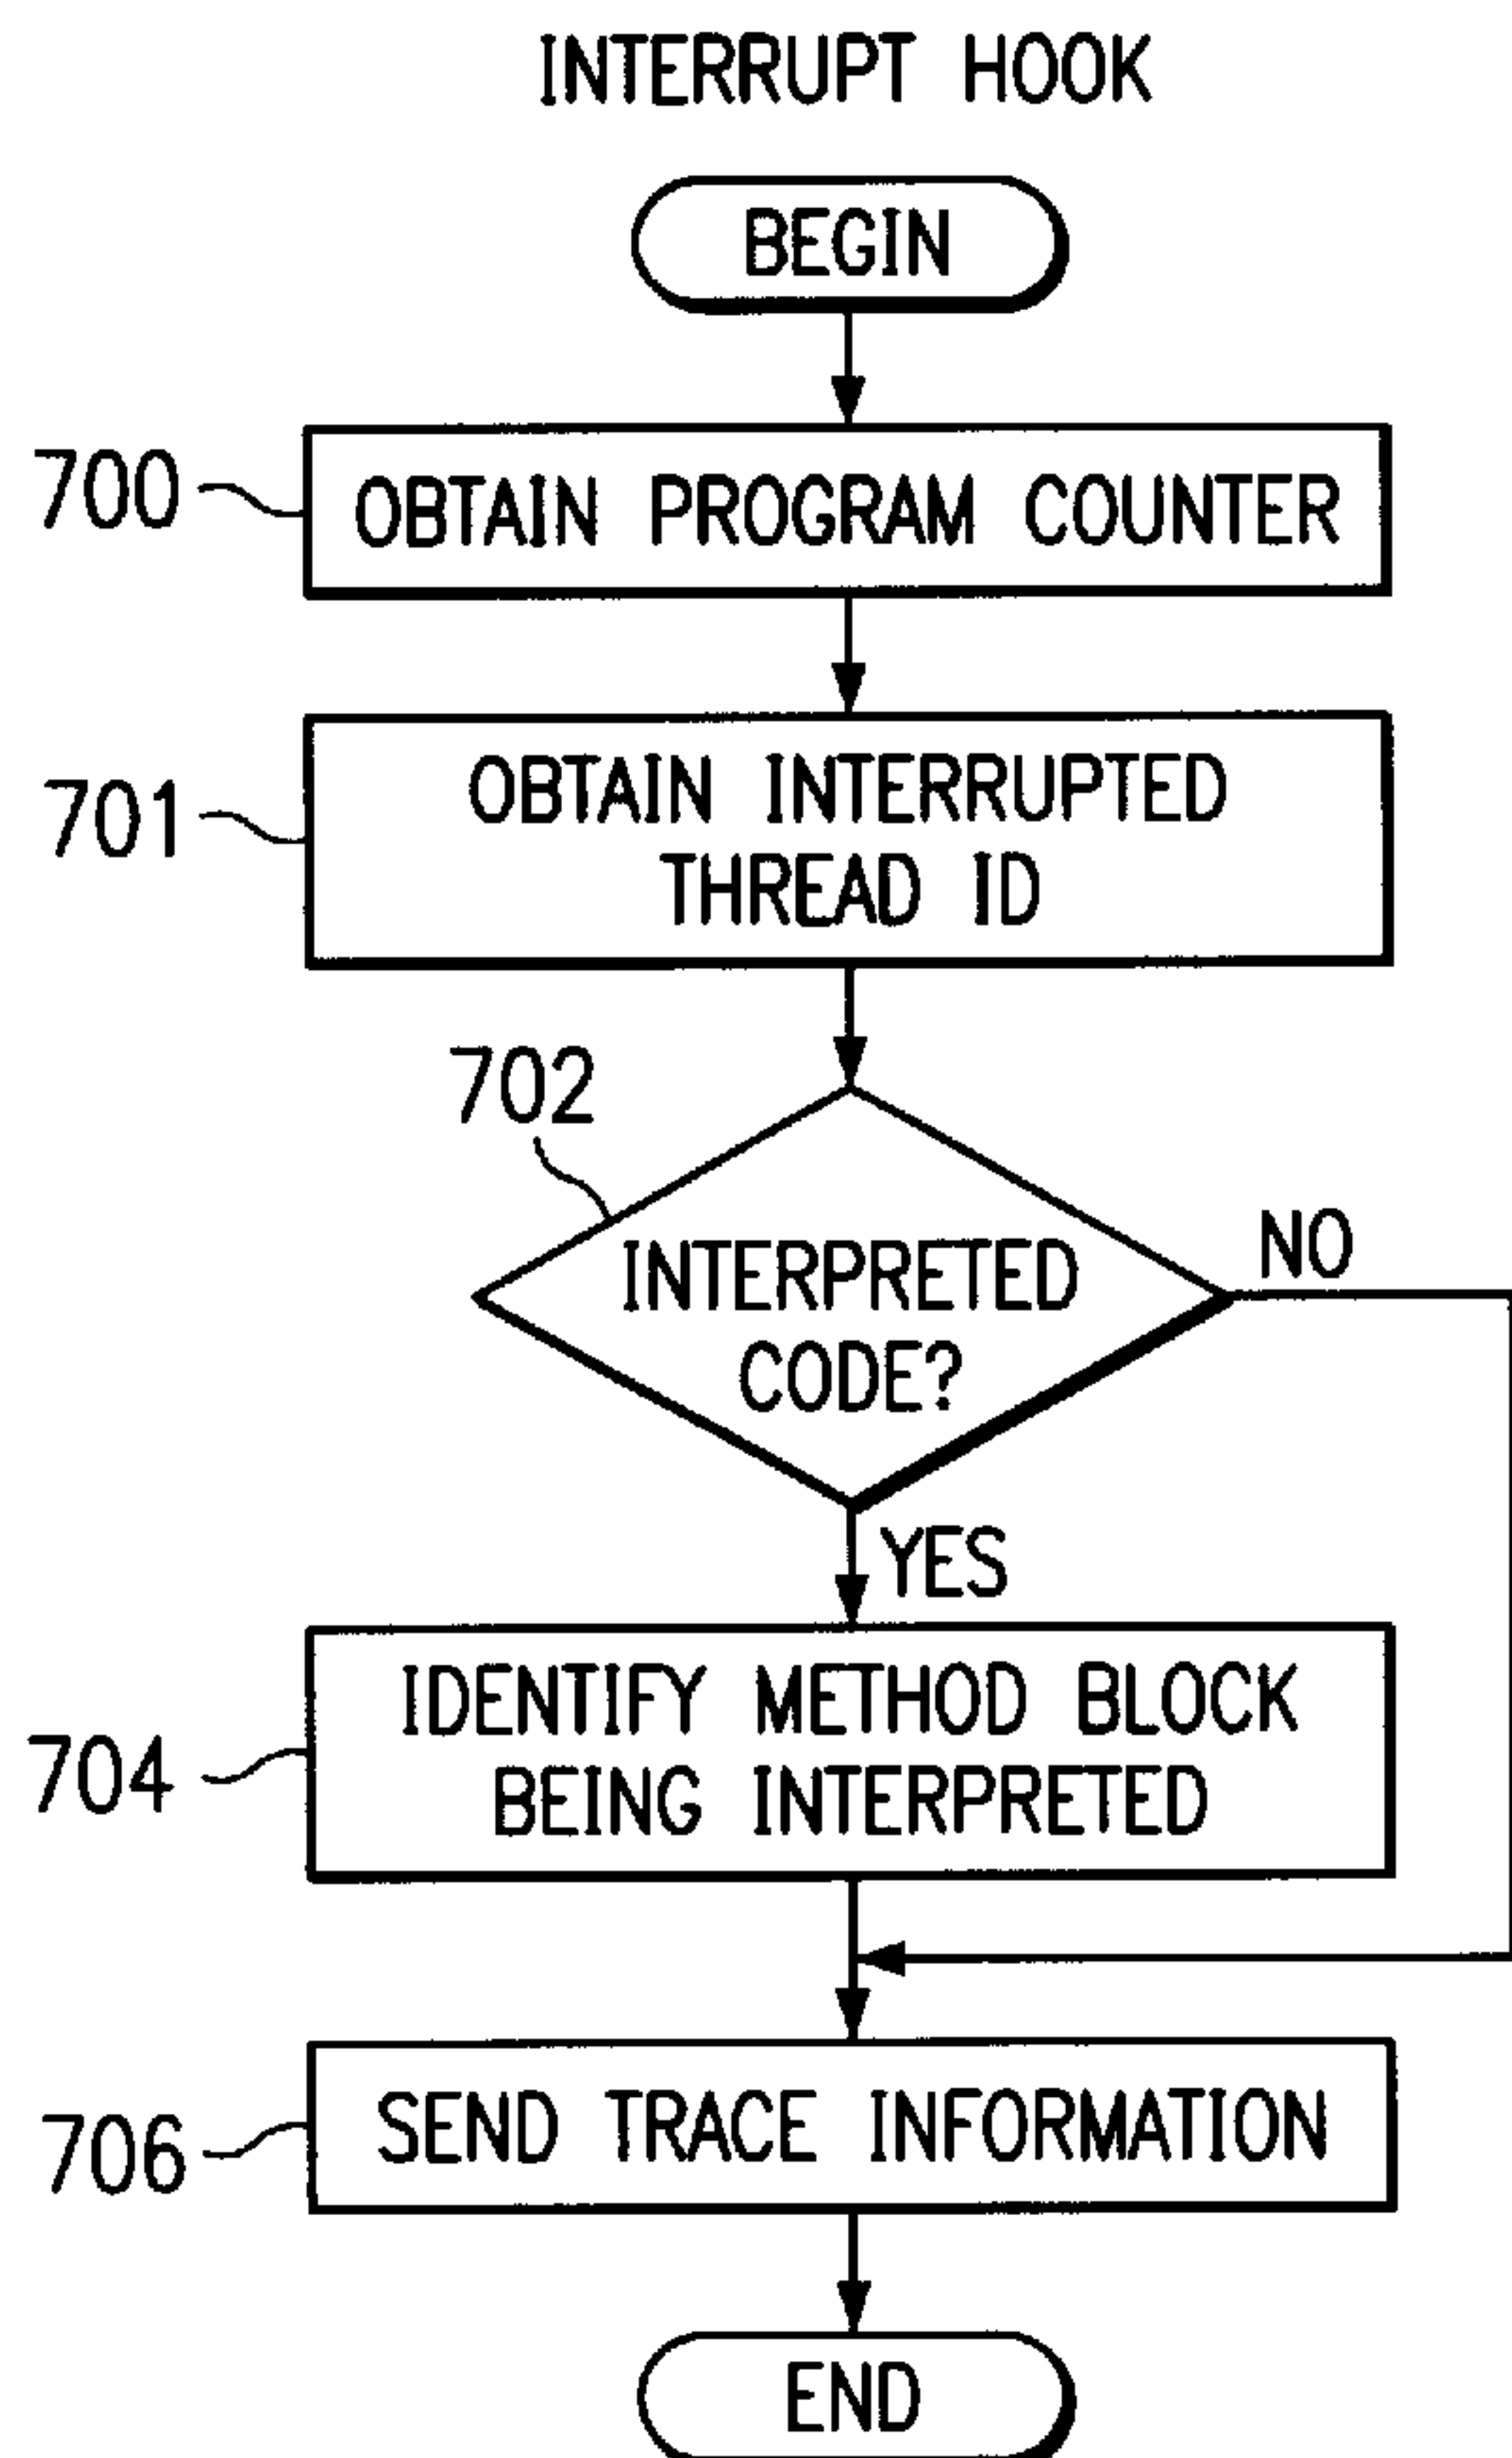 INTERRUPT HOOK
BEGIN
700
OBTAIN PROGRAM COUNTER
701
OBTAIN INTERRUPTED
THREAD ID
702
INTERPRETED
CODE?
NO
YES
704
IDENTIFY METHOD BLOCK
BEING INTERPRETED
706
SEND TRACE INFORMATION
END